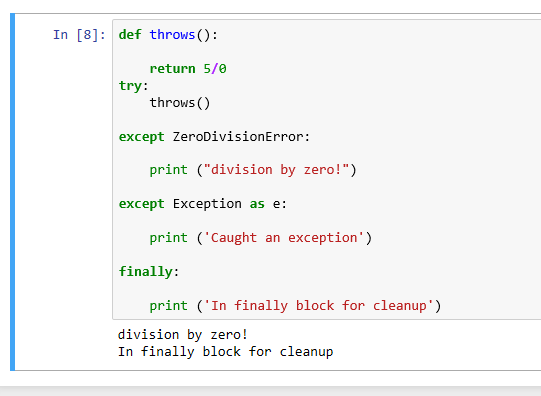 In [8]: def throws():
return 5/0
try:
throws()
except ZeroDivisionError:
print ("division by zero!")
except Exception as e:
print ('Caught an exception')
finally:
print ('In finally block for cleanup')
division by zero!
In finally block for cleanup